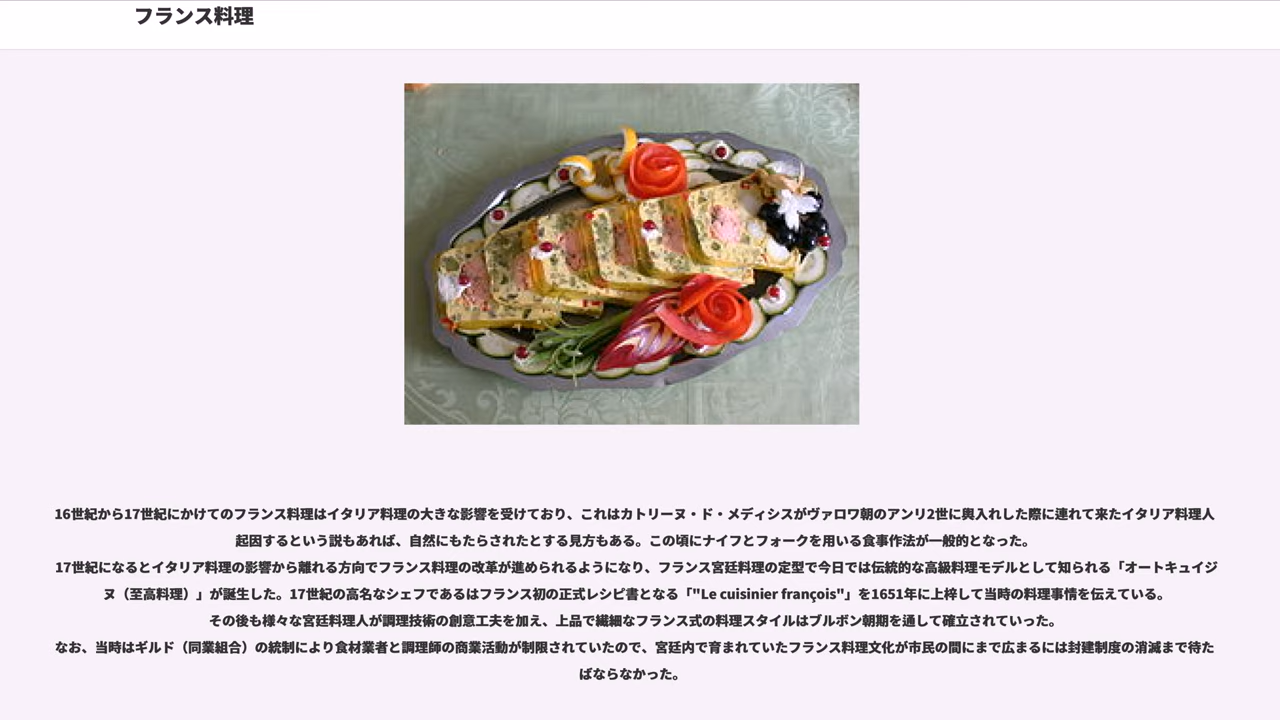 フランス料理
16世紀から17世紀にかけてのフランス料理はイタリア料理の大きな影響を受けており、これはカトリーヌ・ド・メディシスがヴァロワ朝のアンリ2世に輿入れした際に連れて来たイタリア料理人
起因するという説もあれば、自然にもたらされたとする見方もある。この頃にナイフとフォークを用いる食事作法が一般的となった。
17世紀になるとイタリア料理の影響から離れる方向でフランス料理の改革が進められるようになり、フランス宮廷料理の定型で今日では伝統的な高級料理モデルとして知られる「オートキュイジ
ヌ（至高料理）」が誕生した。17世紀の高名なシェフであるはフランス初の正式レシピ書となる「"Le cuisinier françois"」を1651年に上梓して当時の料理事情を伝えている。
その後も様々な宮廷料理人が調理技術の創意工夫を加え、上品で繊細なフランス式の料理スタイルはブルボン朝期を通して確立されていった。
なお、当時はギルド（同業組合）の統制により食材業者と調理師の商業活動が制限されていたので、宮廷内で育まれていたフランス料理文化が市民の間にまで広まるには封建制度の消滅まで待た
ばならなかった。